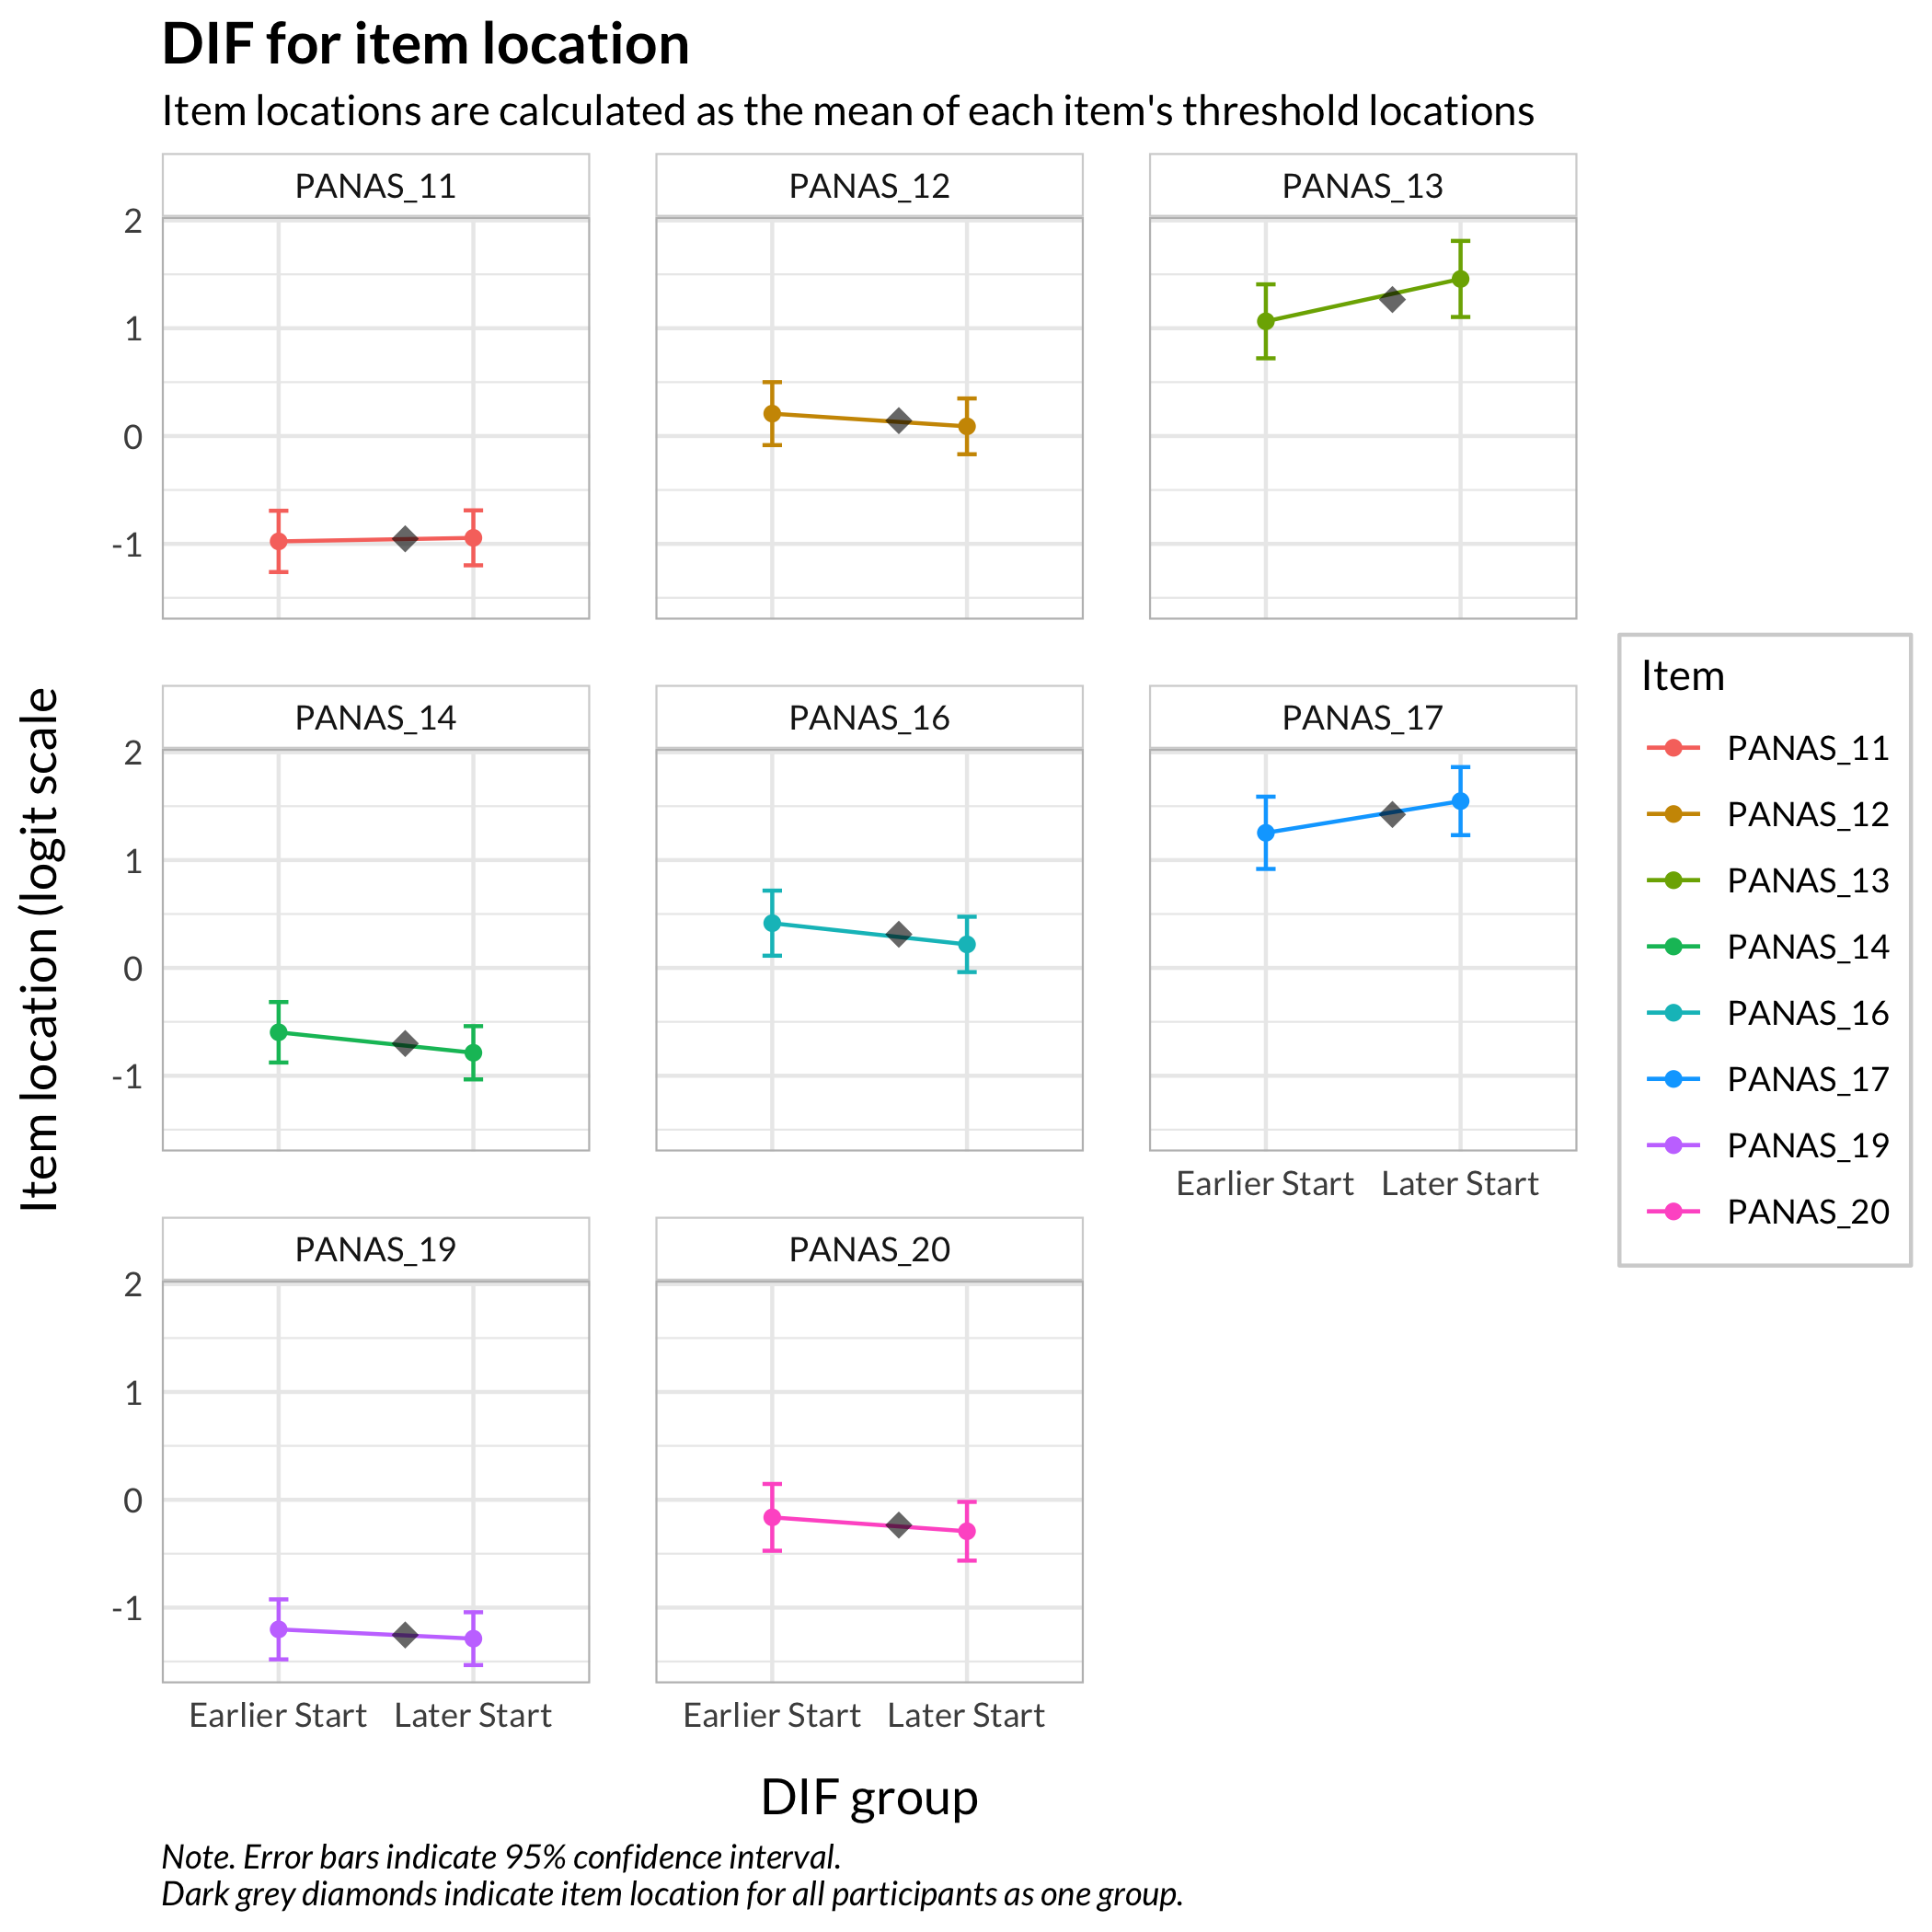 DIF for item location
Item locations are calculated as the mean of each item's threshold locations
PANAS_11
PANAS_12
PANAS_13
2
1
0
-1
PANAS_14
PANAS_16
PANAS_17
2
1
0
-1
Earlier Start
Later Start
PANAS_19
PANAS_20
2
1
0
-1
Earlier Start
Later Start
Earlier Start
Later Start
Item location (logit scale
DIF group
Item
PANAS_11
PANAS_12
PANAS_13
PANAS_14
PANAS_16
PANAS_17
PANAS_19
PANAS_20
Note. Error bars indicate 95% confidence interval.
Dark grey diamonds indicate item location for all participants as one group.